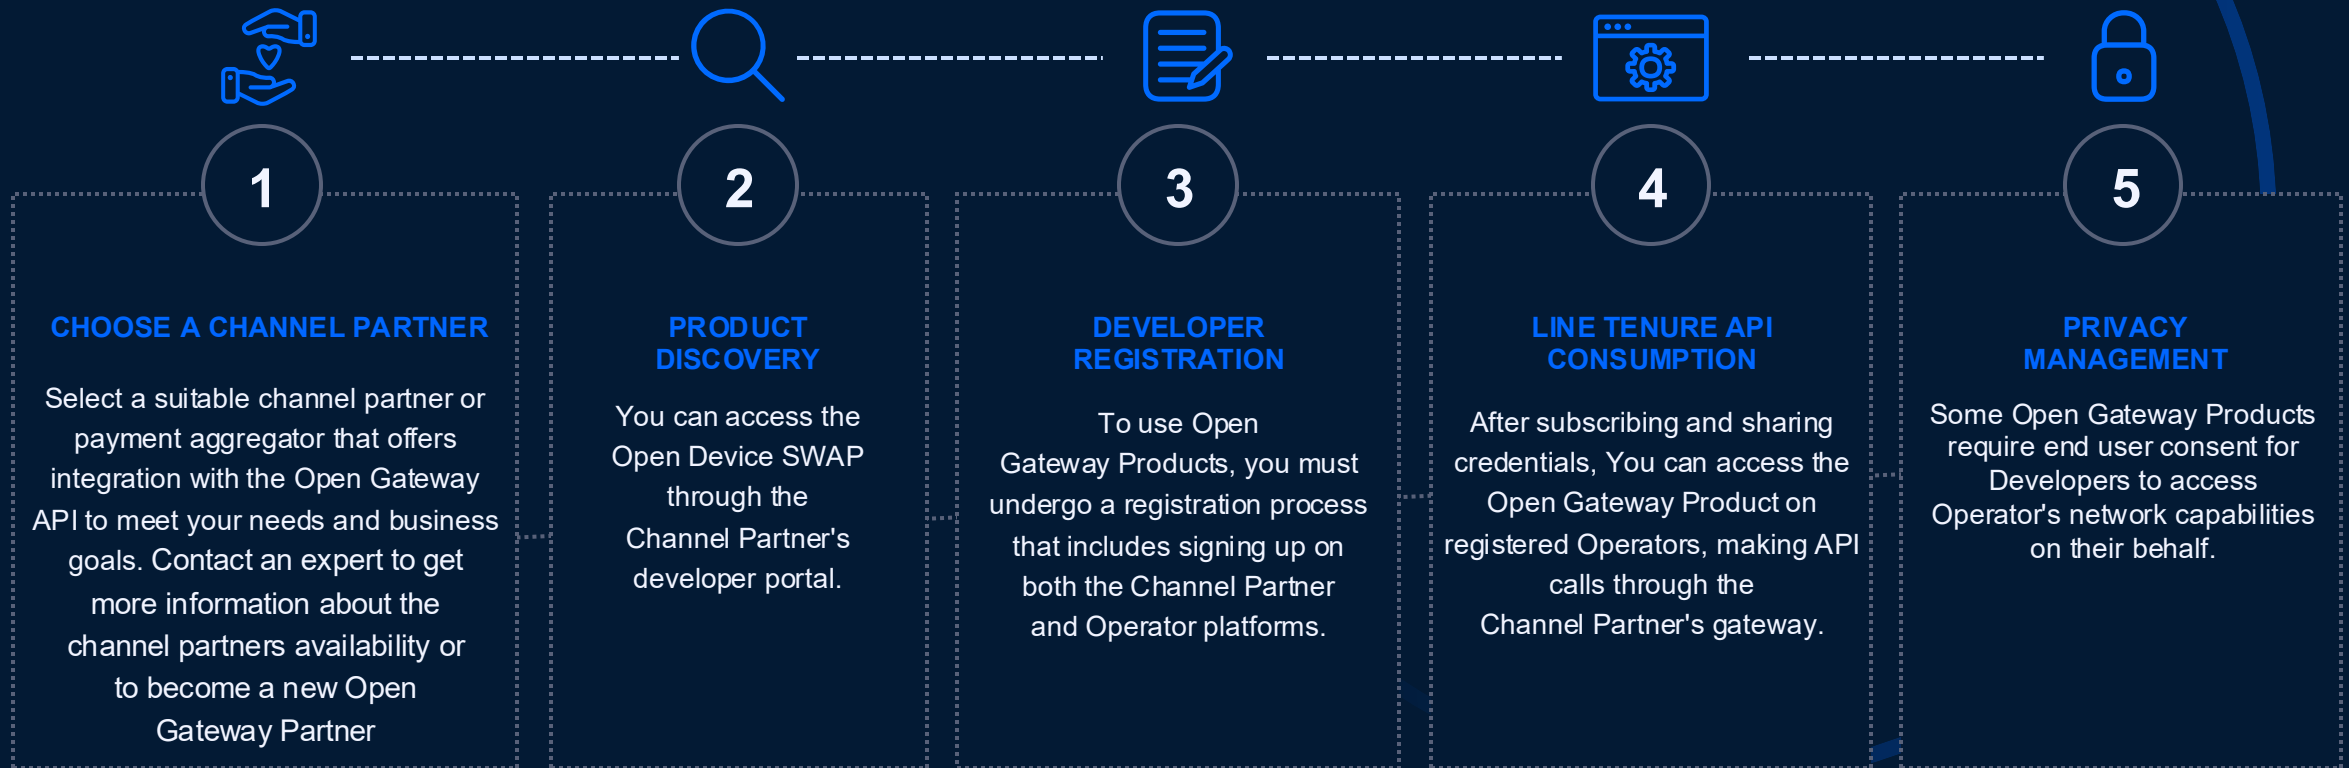 1
CHOOSE A CHANNEL PARTNER
Select a suitable channel partner or
payment aggregator that offers
integration with the Open Gateway
API to meet your needs and business
goals. Contact an expert to get
more information about the
channel partners availability or
to become a new Open
Gateway Partner
2
PRODUCT
DISCOVERY
You can access the
Open Device SWAP
through the
Channel Partner's
developer portal.
3
DEVELOPER
REGISTRATION
To use Open
Gateway Products, you must
undergo a registration process
that includes signing up on
both the Channel Partner
and Operator platforms.
4
LINE TENURE API
CONSUMPTION
After subscribing and sharing
credentials, You can access the
Open Gateway Product on
registered Operators, making API
calls through the
Channel Partner's gateway.
5
PRIVACY
MANAGEMENT
Some Open Gateway Products
require end user consent for
Developers to access
Operator's network capabilities
on their behalf.